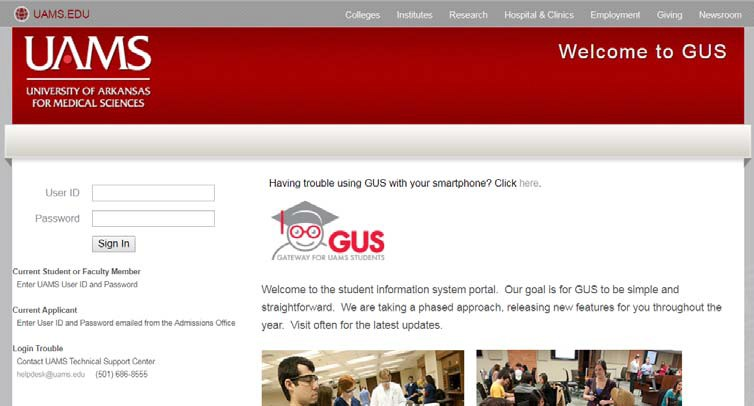 UAMS.EDU
Colleges Institutes Research Hospital & Clinics Employment Giving Newsroom
UAMS
UNIVERSITY OF ARKANSAS
FOR MEDICAL SCIENCES
Welcome to GUS
User ID
Password
Sign In
Current Student or Faculty Member
Enter UAMS User ID and Password
Current Applicant
Enter User ID and Password emailed from the Admissions Office
Login Trouble
Contact UAMS Technical Support Center
helpdesk@uams.edu (501) 686-8555
Having trouble using GUS with your smartphone? Click here.
GUS
GATEWAY FOR UAMS STUDENTS
Welcome to the student information system portal. Our goal is for GUS to be simple and
straightforward. We are taking a phased approach, releasing new features for you throughout the
year. Visit often for the latest updates.